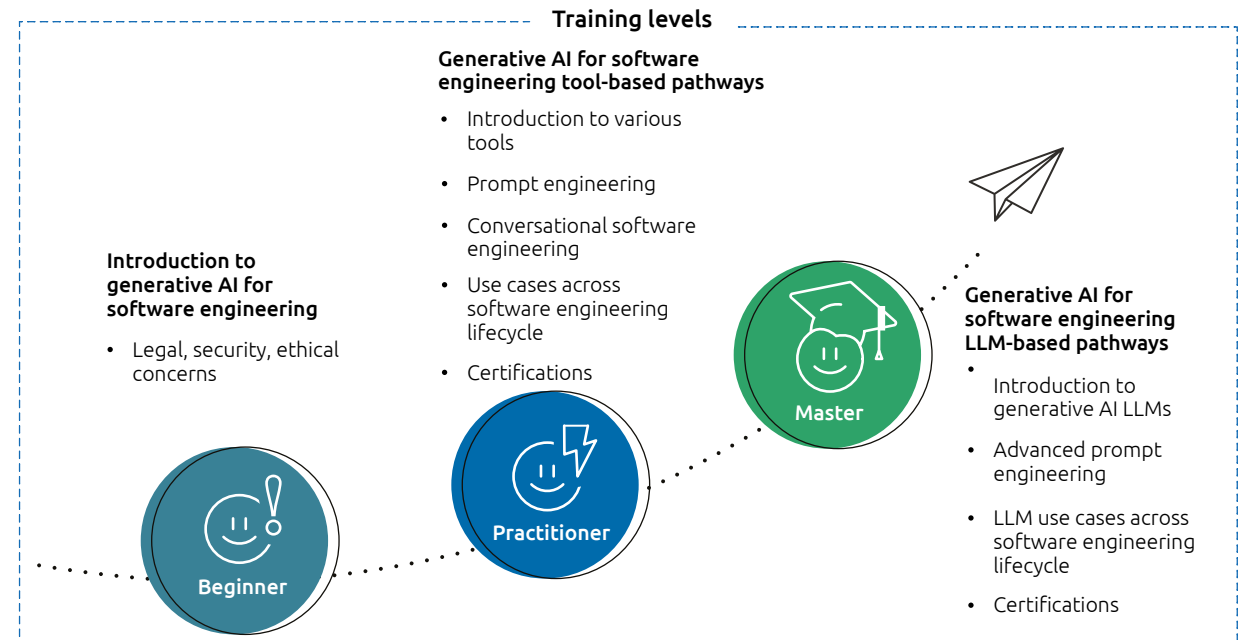 Training levels
Introduction to
generative AI for
software engineering
• Legal, security, ethical
concerns
Beginner
Generative AI for software
engineering tool-based pathways
• Introduction to various
tools
• Prompt engineering
• Conversational software
engineering
• Use cases across
software engineering
lifecycle
• Certifications
Practitioner
Master
Generative AI for
software engineering
LLM-based pathways
• Introduction to
generative AI LLMs
• Advanced prompt
engineering
• LLM use cases across
software engineering
lifecycle
• Certifications